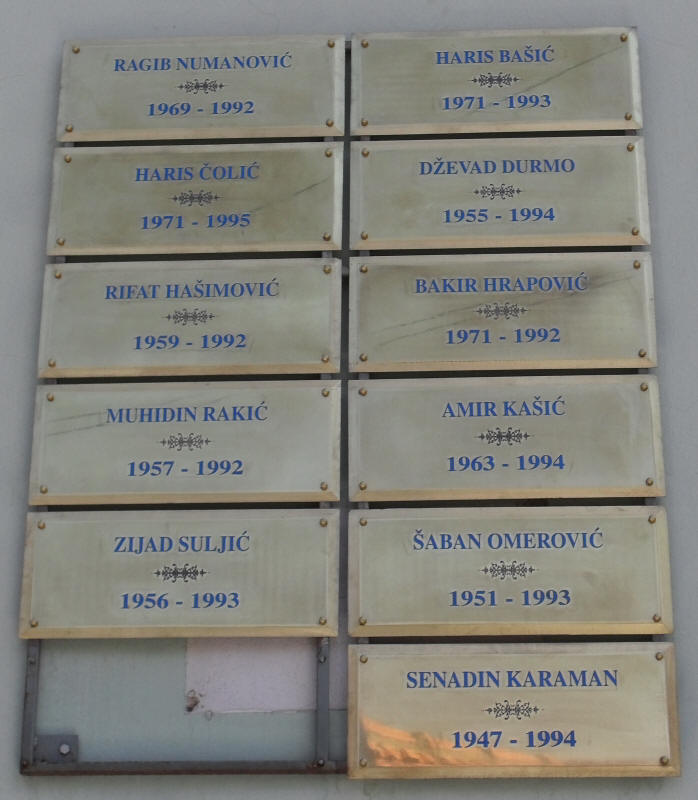 RAGIB NUMANOVIĆ
1969 - 1992
HARIS BAŠIĆ
1971 - 1993
HARIS ČOLIĆ
1971 - 1995
DŽEVAD DURMO
1955 - 1994
RIFAT HAŠIMOVIĆ
1959 - 1992
BAKIR HRAPOVIĆ
1971 - 1992
MUHIDIN RAKIĆ
1957 - 1992
AMIR KAŠIĆ
1963 - 1994
ZIJAD SULJIĆ
1956 - 1993
ŠABAN OMEROVIĆ
1951 - 1993
SENADIN KARAMAN
1947 - 1994